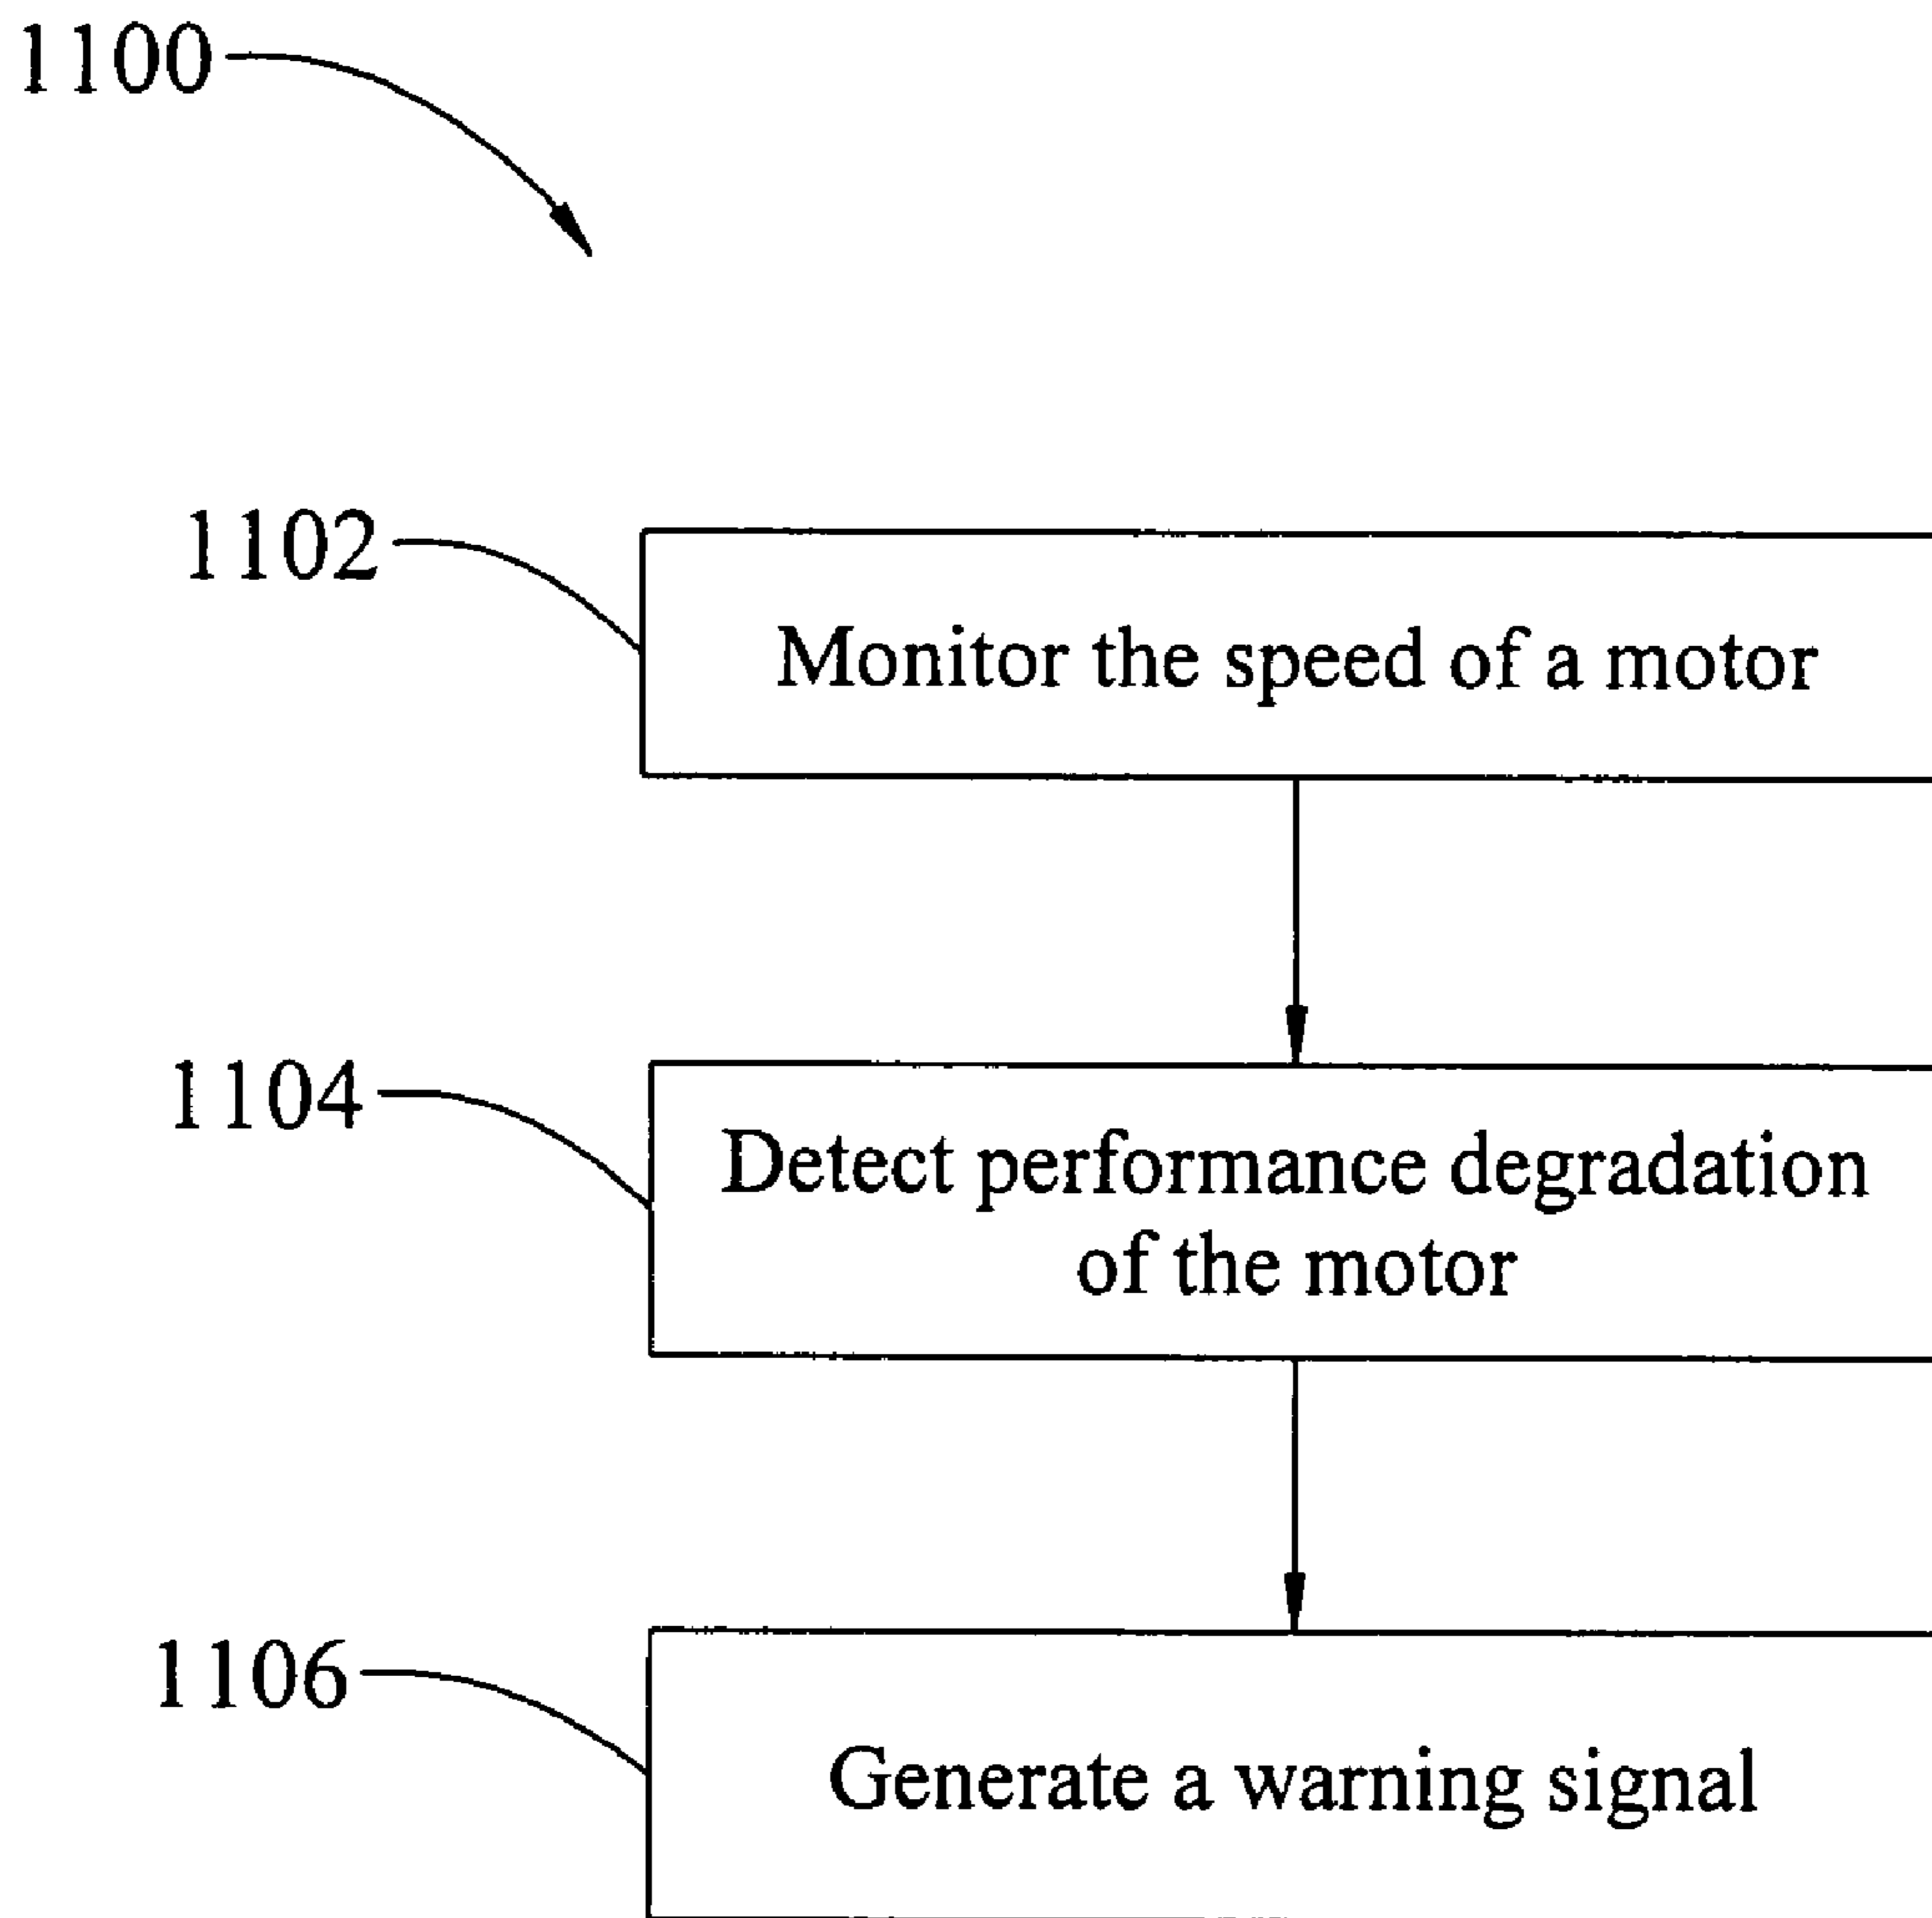 1100
1102
Monitor the speed of a motor
1104
Detect performance degradation
of the motor
1106
Generate a warning signal